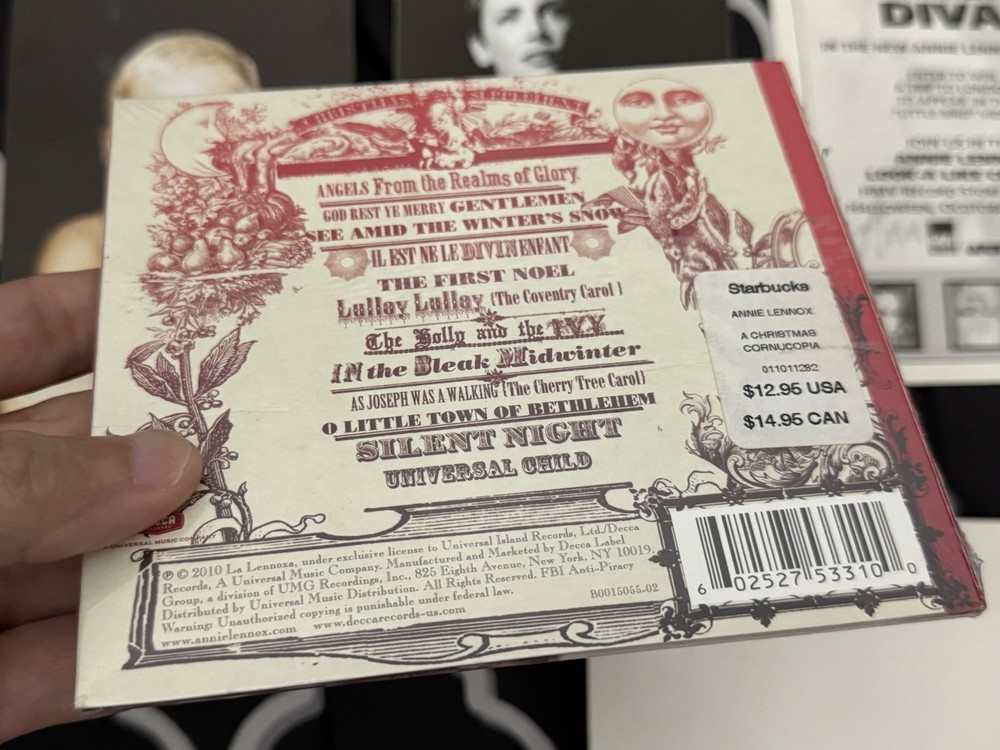 ANGELS From the Realms of Glory
GOD REST YE MERRY GENTLEMEN
SEE AMID THE WINTER'S SNOW
IL EST NE LE DIVIN ENFANT
THE FIRST NOEL
Lullay Lullay {The Coventry Carol}
The Holly and the IVY
IN the Bleak Midwinter
AS JOSEPH WAS A WALKING {The Cherry Tree Carol}
O LITTLE TOWN OF BETHLEHEM
SILENT NIGHT
UNIVERSAL CHILD
Starbucks
ANNIE LENNOX
A CHRISTMAS
CORNUCOPIA
011011282
$12.95 USA
$14.95 CAN
A UNIVERSAL MUSIC COMPANY
℗ © 2010 La Lennoxa, under exclusive license to Universal Island Records, Ltd./Decca
Records, A Universal Music Company. Manufactured and Marketed by Decca Label
Group, a division of UMG Recordings, Inc., 825 Eighth Avenue, New York, NY 10019.
Distributed by Universal Music Distribution. All Rights Reserved. FBI Anti-Piracy
Warning: Unauthorized copying is punishable under federal law.
B0015055-02
www.annielennox.com www.deccarecords-us.com
6 02527 53310 0
DIVA
IN THE NEW ANNIE